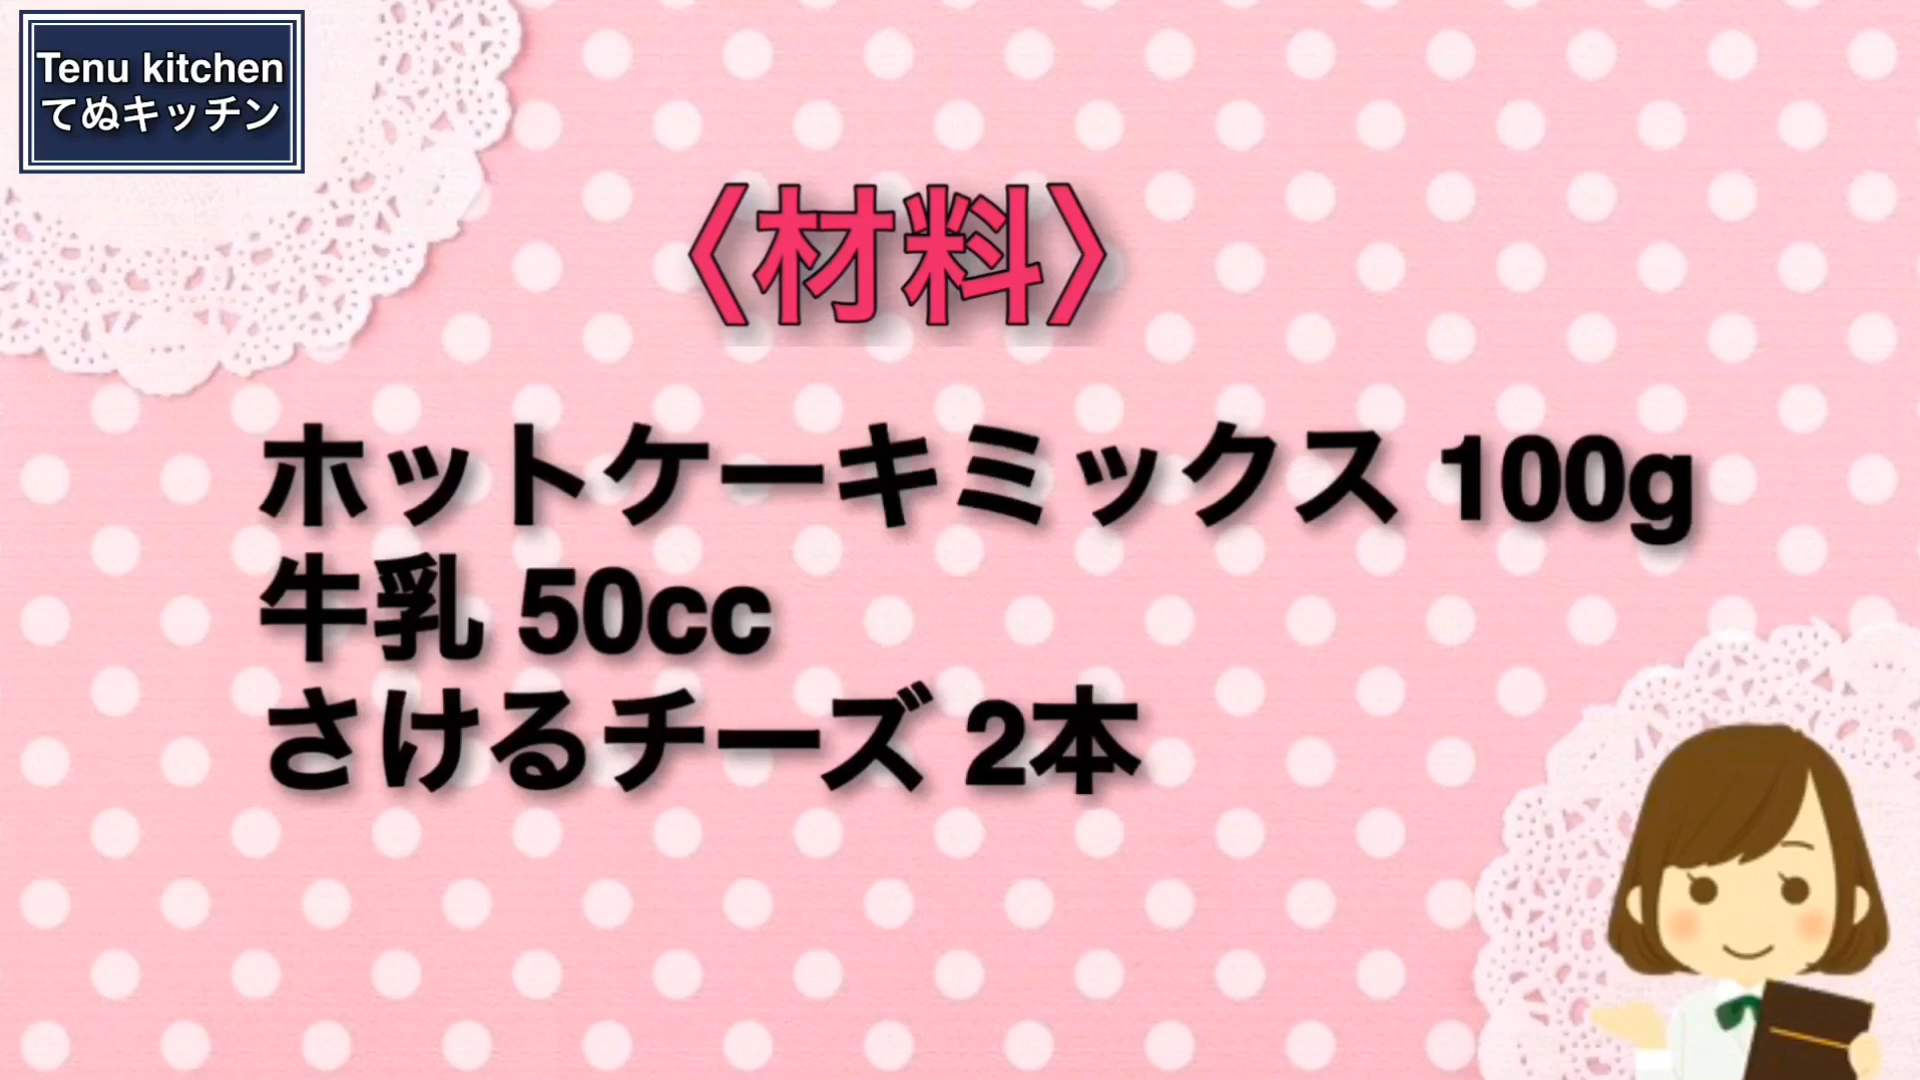 Tenu kitchen
てぬキッチン
〈材料〉
ホットケーキミックス 100g
牛乳 50cc
さけるチーズ 2本